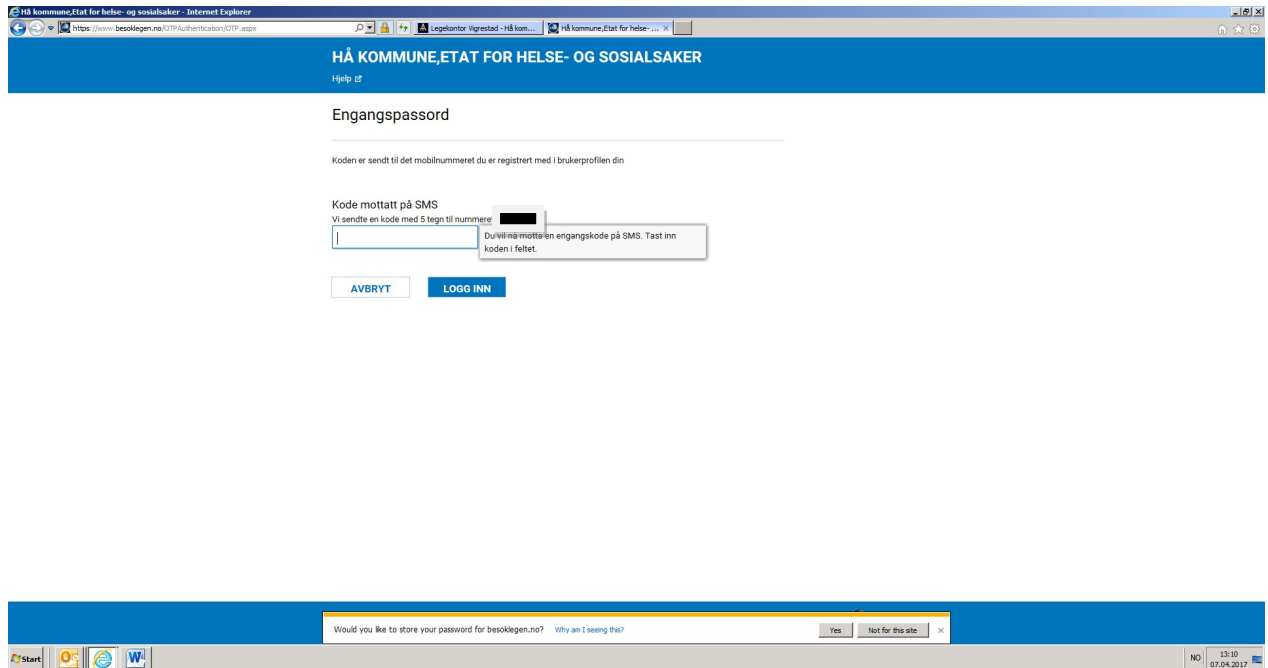 Hå kommune,Etat for helse- og sosialsaker - Internet Explorer
https://www.besoklegen.no/OTPAuthentication/OTP.aspx
Legekontor Vigrestad - Hå kom...
Hå kommune,Etat for helse- ...
HÅ KOMMUNE,ETAT FOR HELSE- OG SOSIALSAKER
Hjelp
Engangspassord
Koden er sendt til det mobilnummeret du er registrert med i brukerprofilen din
Kode mottatt på SMS
Vi sendte en kode med 5 tegn til nummeret
Du vil nå motta en engangskode på SMS. Tast inn
koden i feltet.
AVBRYT
LOGG INN
Would you like to store your password for besoklegen.no? Why am I seeing this?
Yes
Not for this site
Start
NO
13:10
07.04.2017